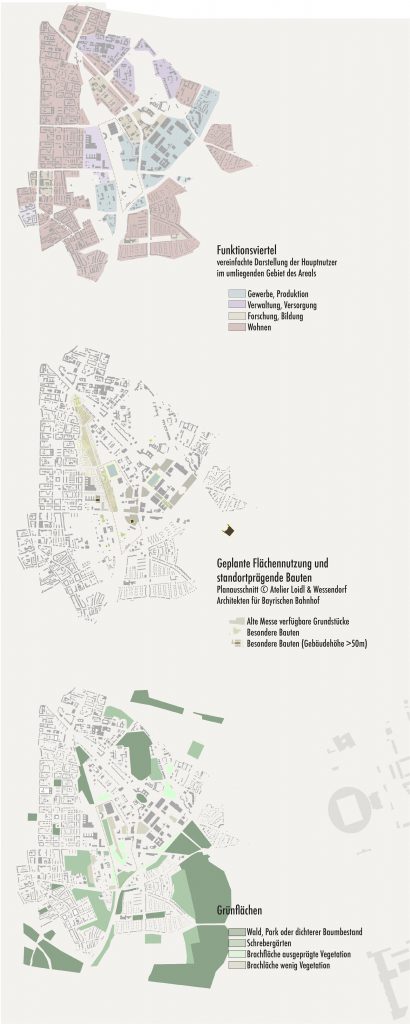 Funktionsviertel
vereinfachte Darstellung der Hauptnutzer
im umliegenden Gebiet des Areals
Gewerbe, Produktion
Verwaltung, Versorgung
Forschung, Bildung
Wohnen
Geplante Flächennutzung und
standortprägende Bauten
Planausschnitt © Atelier Loidl & Wessendorf
Architekten für Bayrischen Bahnhof
Alte Messe verfügbare Grundstücke
Besondere Bauten
Besondere Bauten (Gebäudehöhe >50m)
Grünflächen
Wald, Park oder dichterer Baumbestand
Schrebergärten
Brachfläche ausgeprägte Vegetation
Brachläche wenig Vegetation